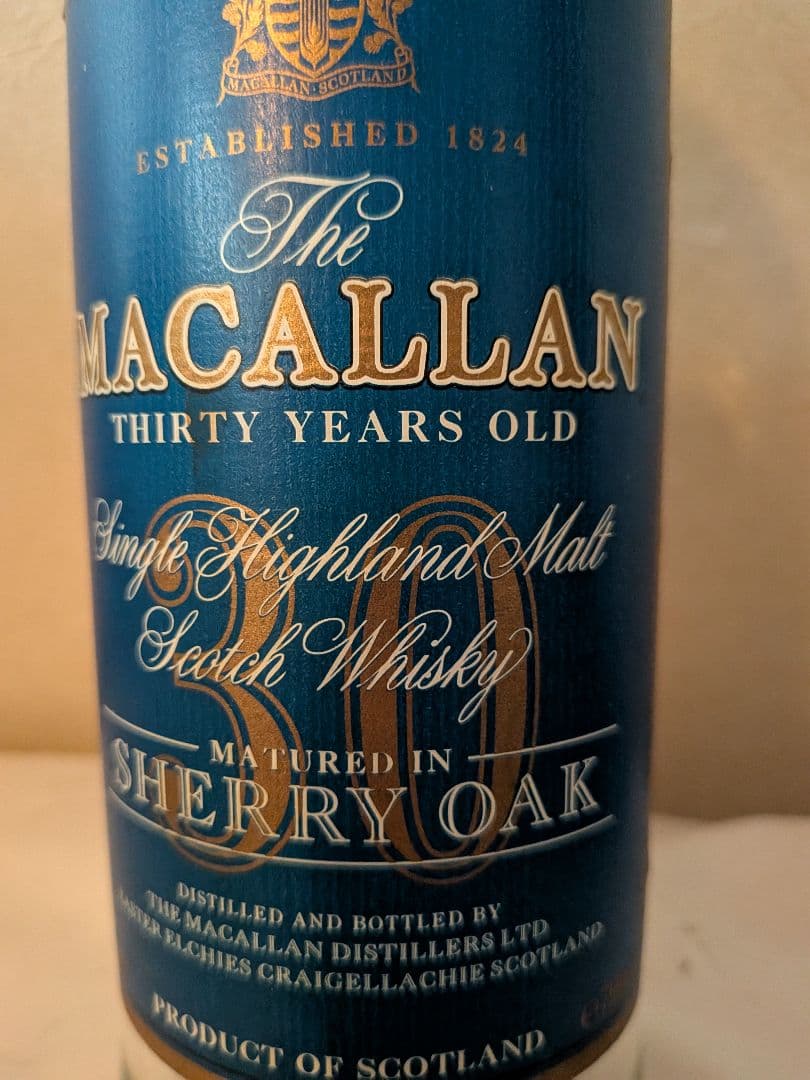 MACALLAN·SCOTLAND
ESTABLISHED 1824
The
MACALLAN
THIRTY YEARS OLD
30
Single Highland Malt
Scotch Whisky
MATURED IN
SHERRY OAK
DISTILLED AND BOTTLED BY
THE MACALLAN DISTILLERS LTD
EASTER ELCHIES CRAIGELLACHIE SCOTLAND
PRODUCT OF SCOTLAND